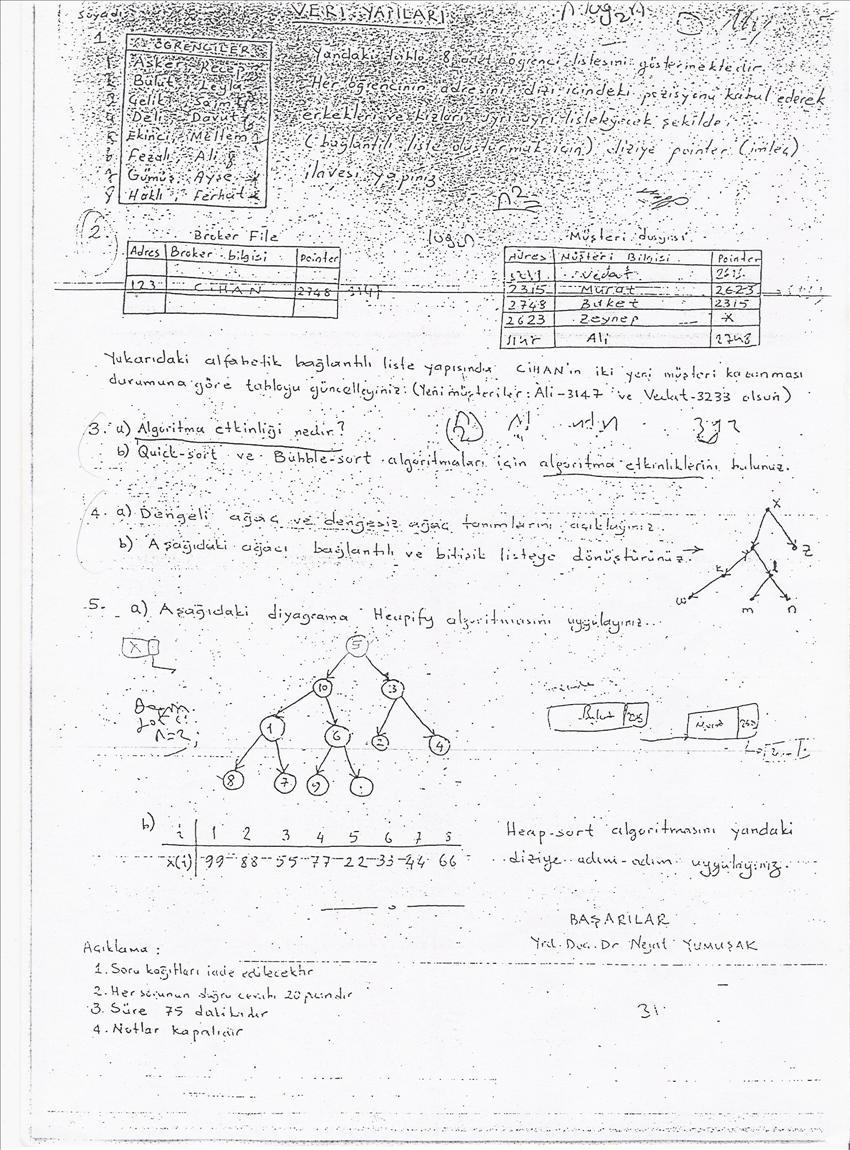 Soyadı
VERİ YAPILARI
n log₂n
1.
ÖĞRENCİLER
1 Asker, Recep
2 Bulut, Leyla
3 Çelik, Saim
4 Deli, Davut
5 Ekinci, Meltem
6 Fezalı, Ali 8
7 Gümüş, Ayşe x
8 Haklı, Ferhat x
Yandaki tablo 8 adet öğrenci listesini göstermektedir.
Her öğrencinin adresini dizi içindeki pozisyonu kabul ederek
erkekleri ve kızları ayrı ayrı listeleyecek şekilde
(bağlantılı liste oluşturmak için) diziye pointer (imleç)
ilavesi yapınız.
n²
2.
Broker File
Adres Broker bilgisi Pointer
123 CİHAN 2748 3147
logn
Müşteri dosyası
Adres Müşteri Bilgisi Pointer
Vedat
2315 Murat 2623
2748 Buket 2315
2623 Zeynep x
Ali 2748
Yukarıdaki alfabetik bağlantılı liste yapısında CİHAN'ın iki yeni müşteri kazanması
durumuna göre tabloyu güncelleyiniz. (Yeni müşteriler: Ali-3147 ve Vedat-3233 olsun)
3. a) Algoritma etkinliği nedir?
b) Quick-sort ve Bubble-sort algoritmaları için algoritma etkinliklerini bulunuz.
4. a) Dengeli ağaç ve dengesiz ağaç tanımlarını açıklayınız.
b) Aşağıdaki ağacı bağlantılı ve bitişik listeye dönüştürünüz. →
x
y z
k l
w m n
5. a) Aşağıdaki diyagrama Heapify algoritmasını uygulayınız...
x
5
10 3
1 6 2 4
8 7 9
b)
i 1 2 3 4 5 6 7 8
x(i) 99 88 55 77 22 33 44 66
Heap-sort algoritmasını yandaki
diziye adım-adım uygulayınız.
BAŞARILAR
Yrd. Doç. Dr Nejat YUMUŞAK
Açıklama :
1. Soru kağıtları iade edilecektir
2. Her sorunun doğru cevabı 20 puandır
3. Süre 75 dakikadır
4. Notlar kapalıdır
31